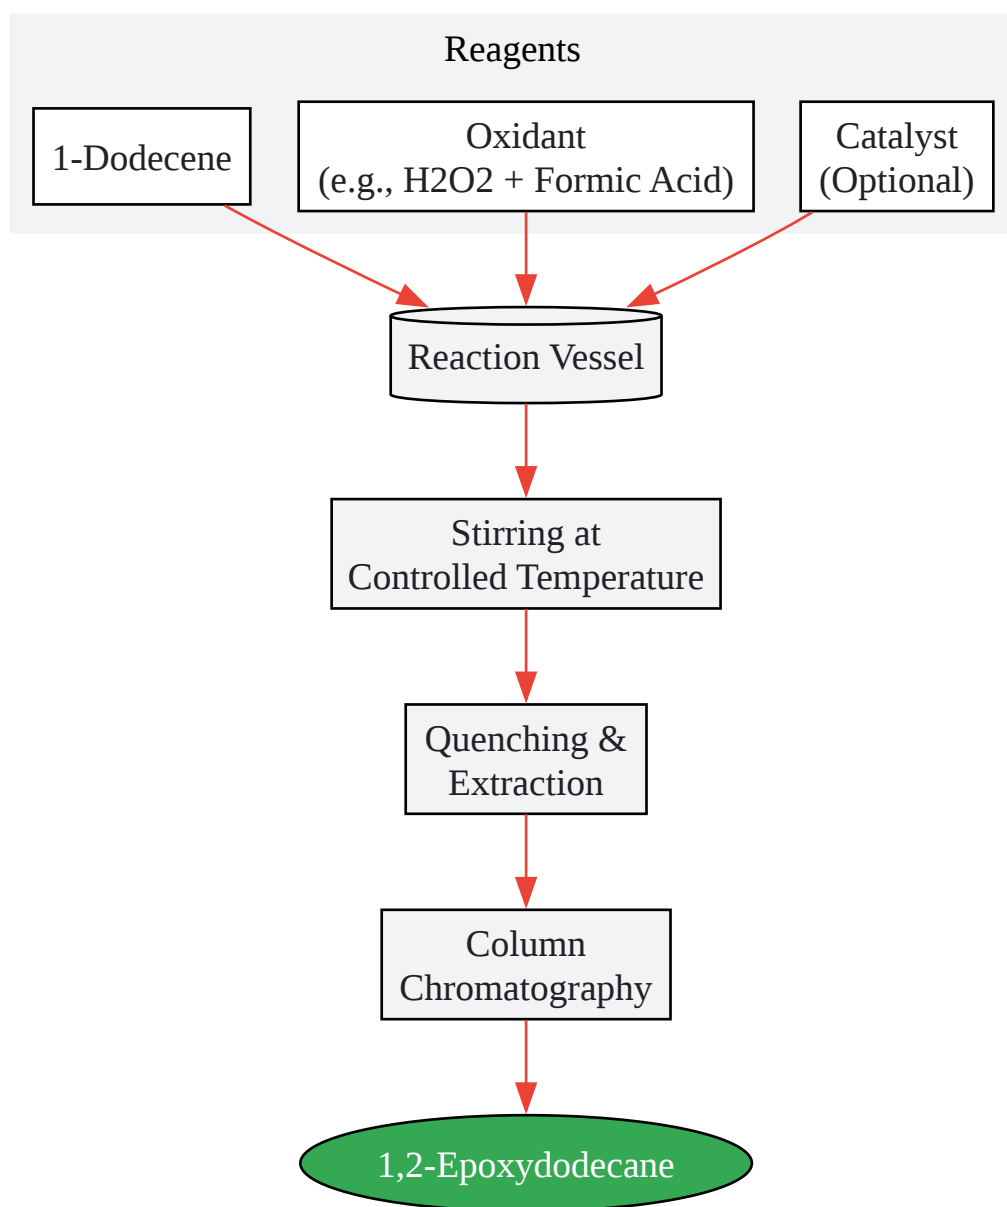 Reagents
1-Dodecene
Oxidant
(e.g., H2O2 + Formic Acid)
Catalyst
(Optional)
Reaction Vessel
Stirring at
Controlled Temperature
Quenching &
Extraction
Column
Chromatography
1,2-Epoxydodecane